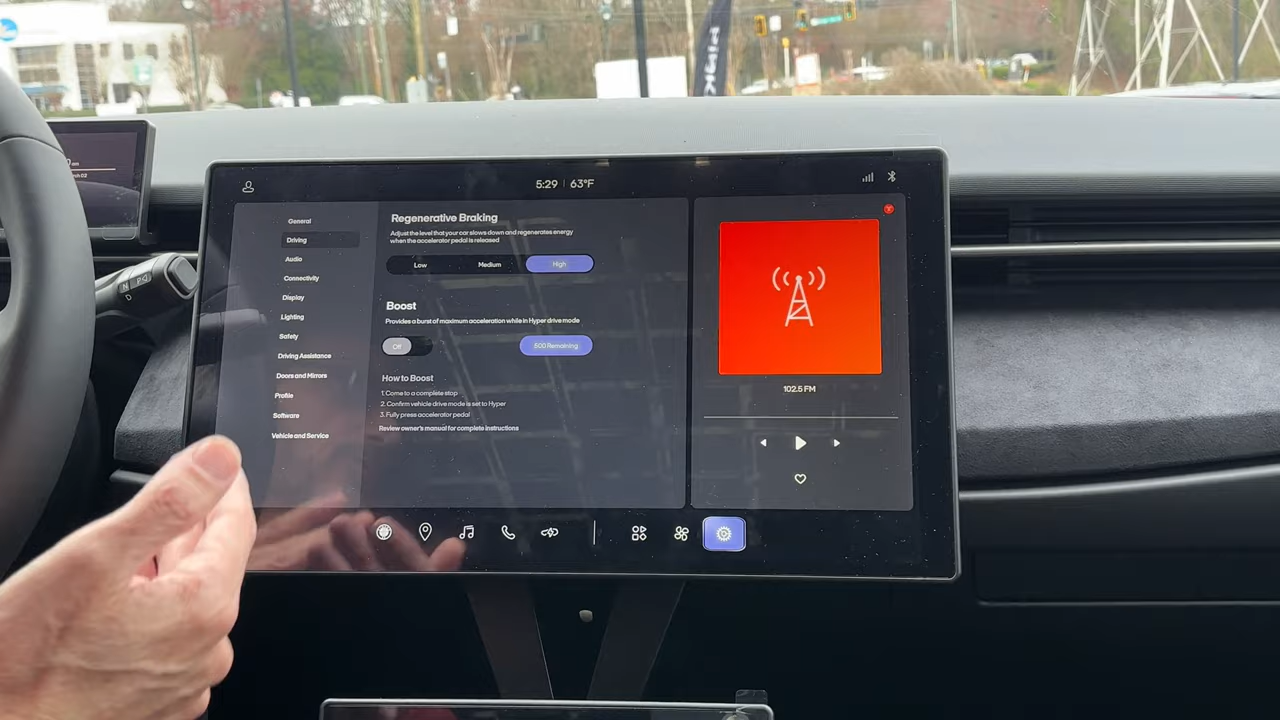 5:29 | 63°F
General
Driving
Audio
Connectivity
Display
Lighting
Safety
Driving Assistance
Doors and Mirrors
Profile
Software
Vehicle and Service
Regenerative Braking
Adjust the level that your car slows down and regenerates energy
when the accelerator pedal is released
Low
Medium
High
Boost
Provides a burst of maximum acceleration while in Hyper drive mode
Off
500 Remaining
How to Boost
1. Come to a complete stop
2. Confirm vehicle drive mode is set to Hyper
3. Fully press accelerator pedal
Review owner's manual for complete instructions
102.5 FM
N
D